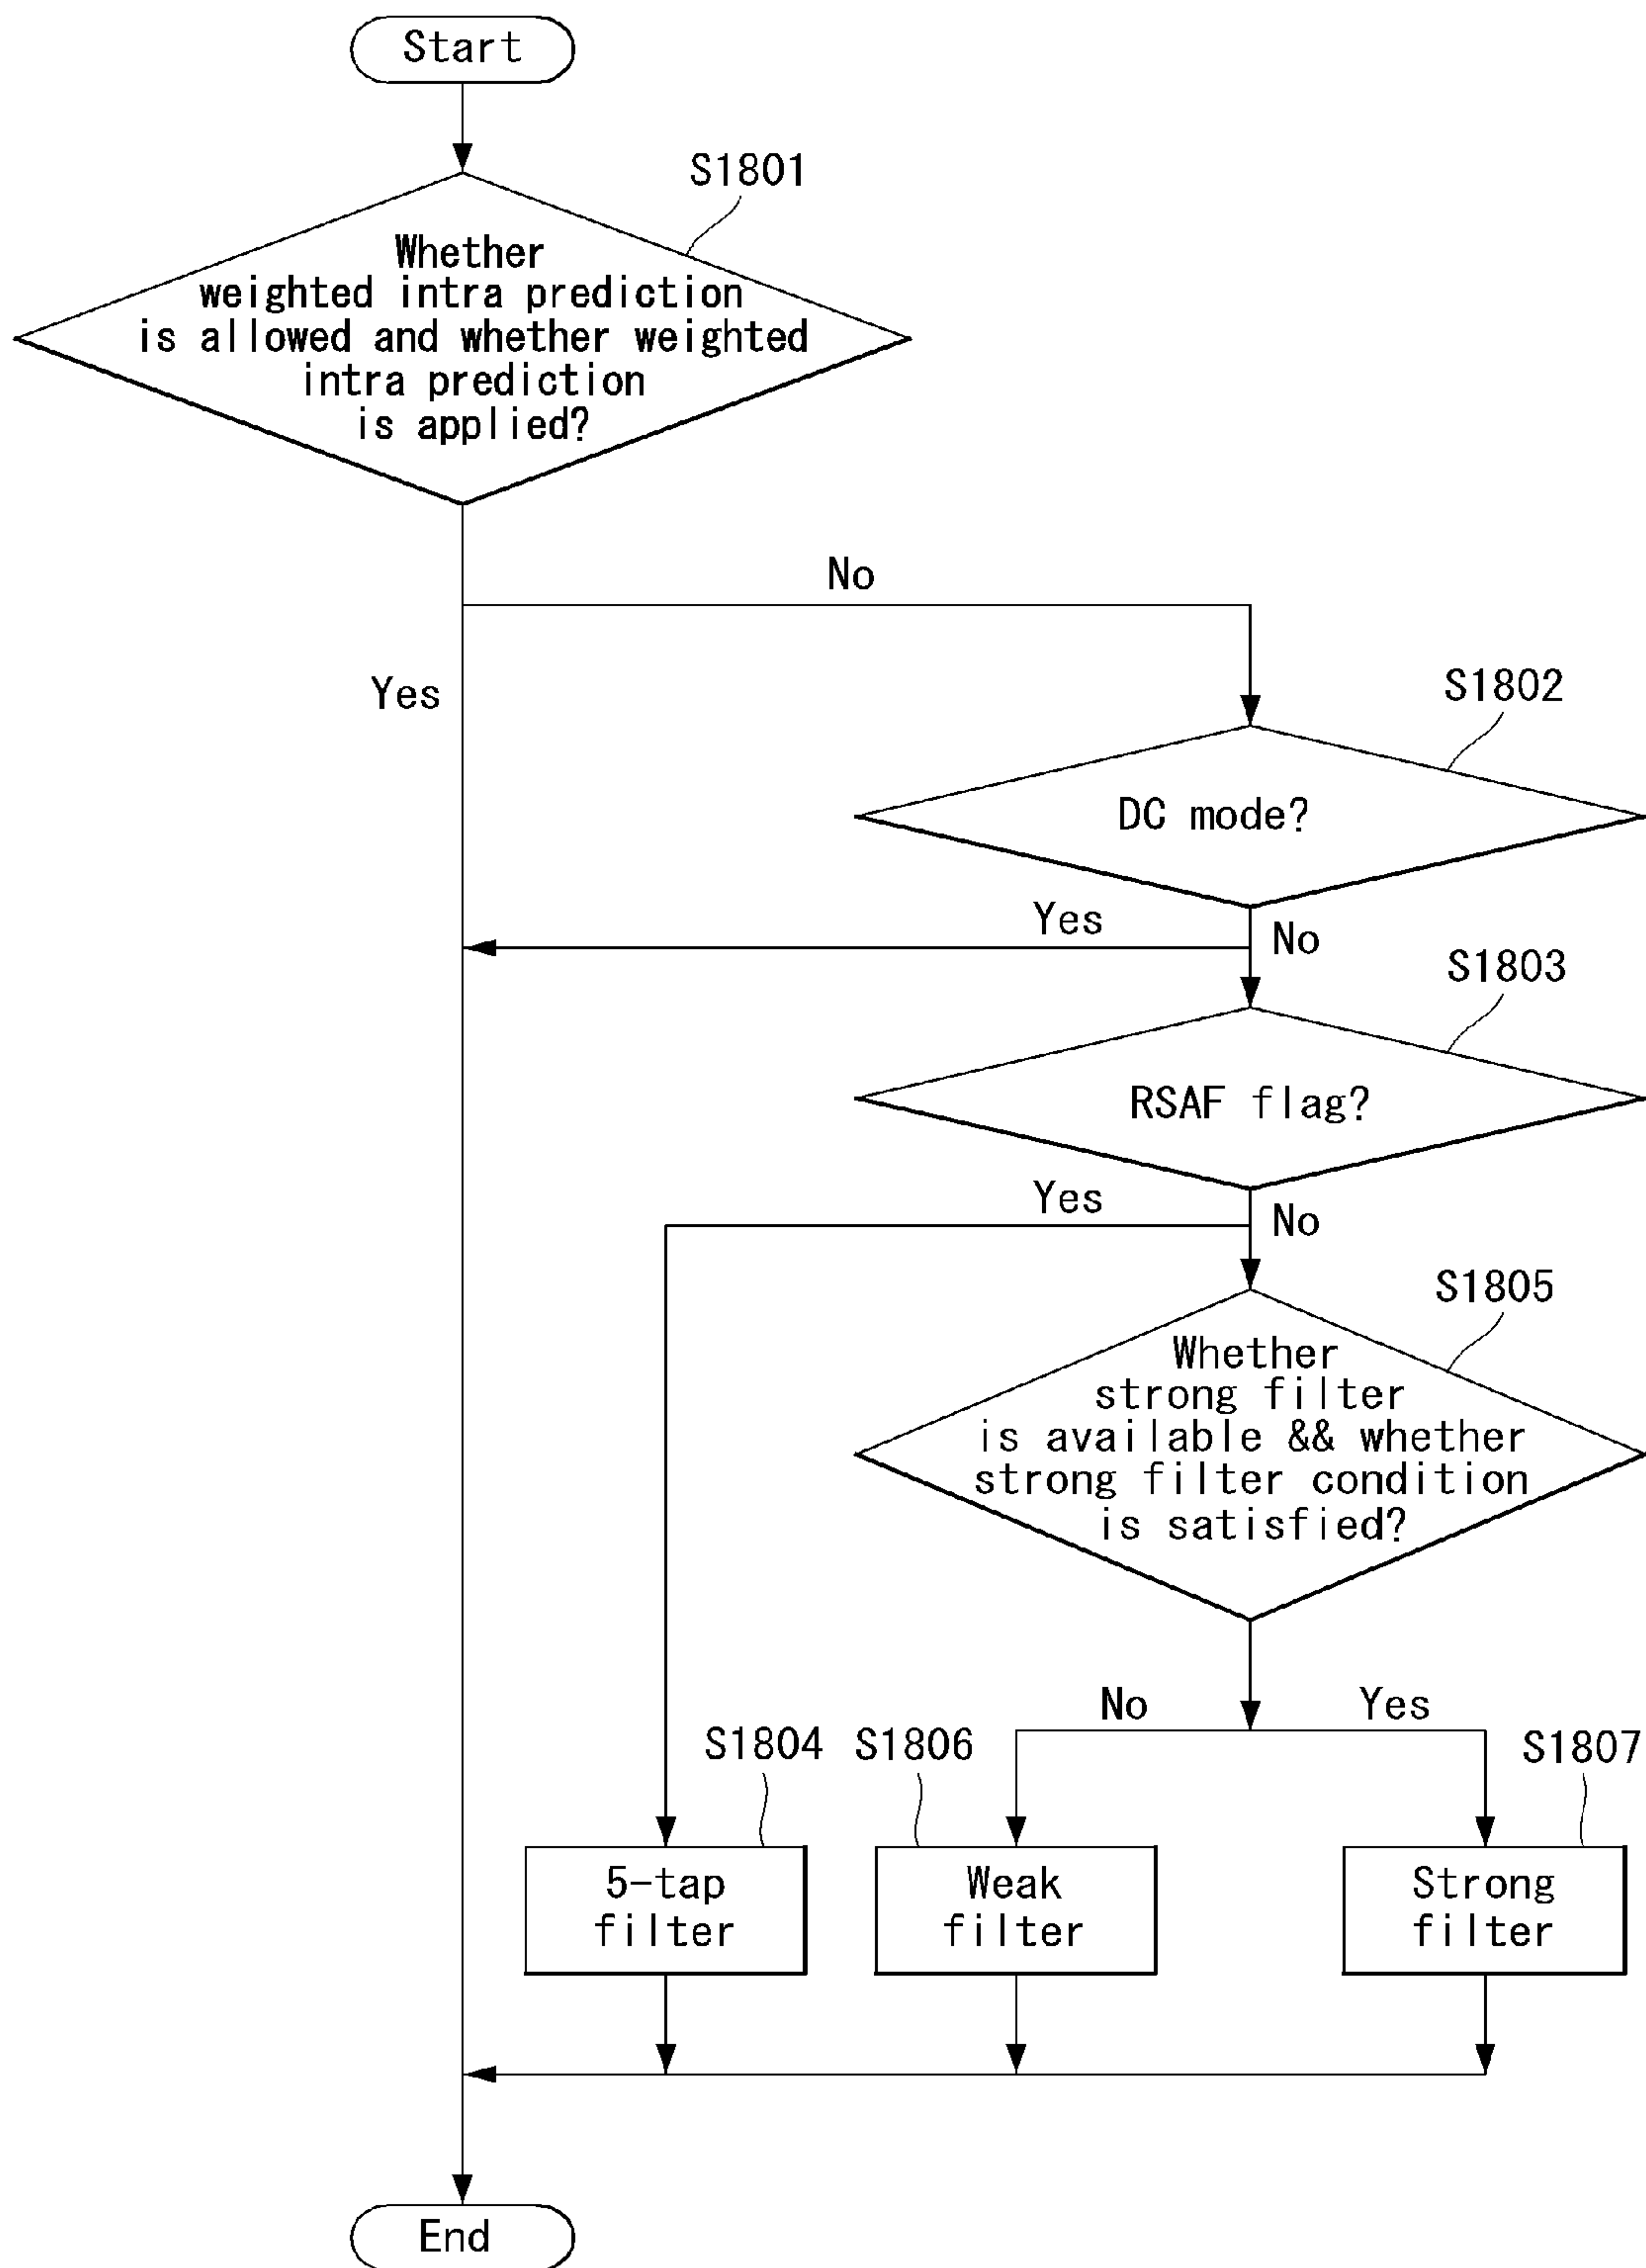 Start
S1801
Whether
weighted intra prediction
is allowed and whether weighted
intra prediction
is applied?
No
Yes
S1802
DC mode?
Yes
No
S1803
RSAF flag?
Yes
No
S1805
Whether
strong filter
is available && whether
strong filter condition
is satisfied?
No
Yes
S1804
S1806
S1807
5-tap
filter
Weak
filter
Strong
filter
End